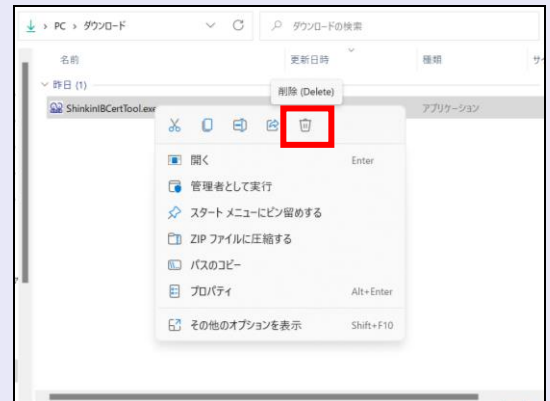 PC > ダウンロード
ダウンロードの検索
名前 更新日時 種類 サイ
昨日 (1)
削除 (Delete)
ShinkinIBCertTool.exe アプリケーション
開く Enter
管理者として実行
スタート メニューにピン留めする
ZIP ファイルに圧縮する
パスのコピー
プロパティ Alt+Enter
その他のオプションを表示 Shift+F10